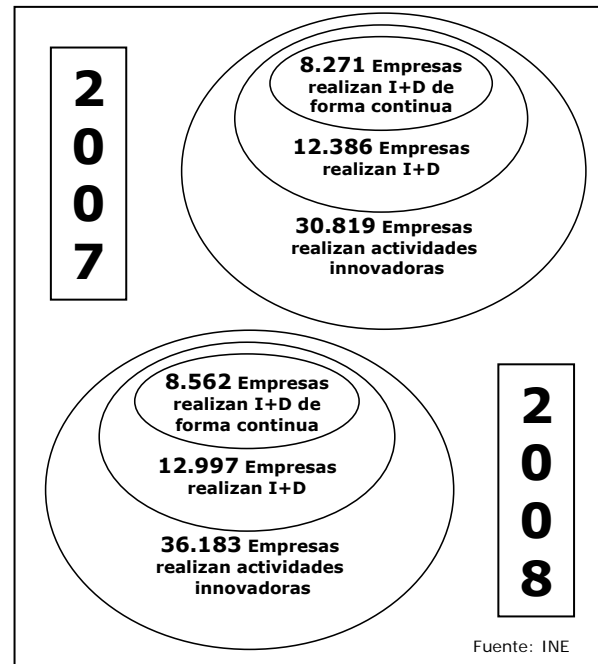 2
0
0
7
8.271 Empresas
realizan I+D de
forma continua
12.386 Empresas
realizan I+D
30.819 Empresas
realizan actividades
innovadoras
8.562 Empresas
realizan I+D de
forma continua
12.997 Empresas
realizan I+D
36.183 Empresas
realizan actividades
innovadoras
2
0
0
8
Fuente: INE